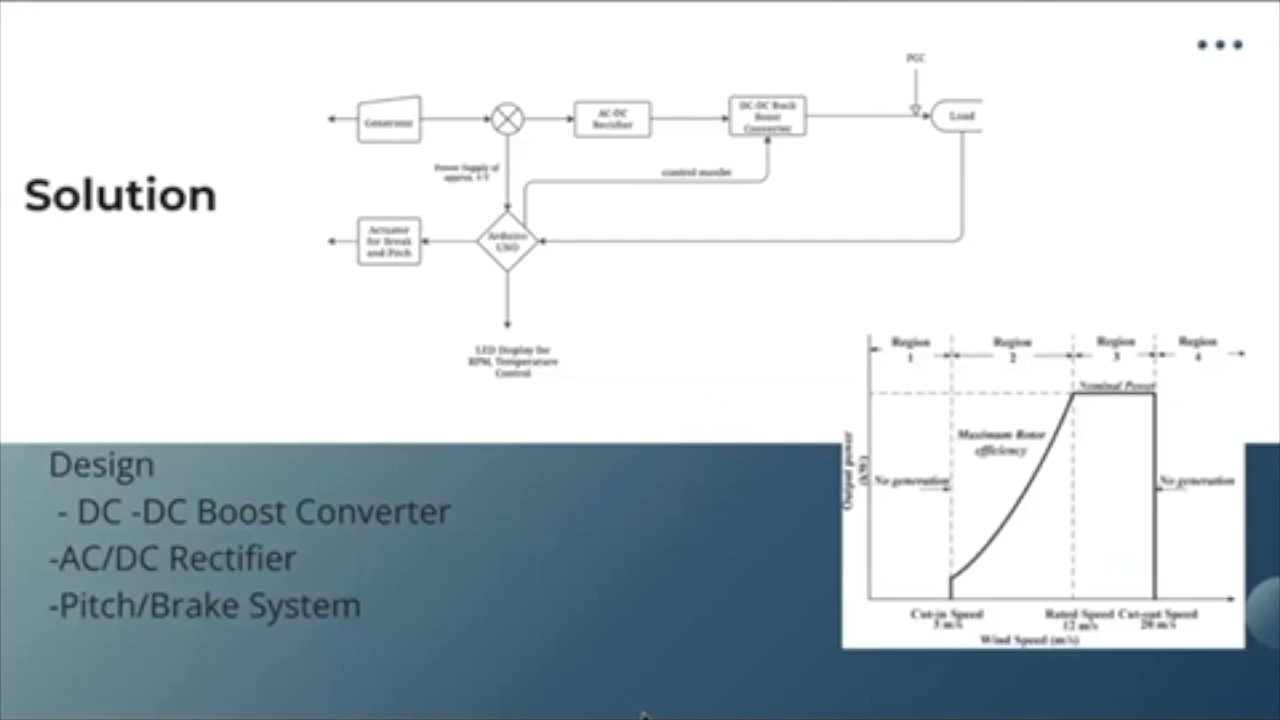 PCC
Generator
AC-DC
Rectifier
DC-DC Buck
Boost
Converter
Load
Power Supply of
approx. 5 V
control mosfet
Solution
Actuator
for Break
and Pitch
Arduino
UNO
LED Display for
RPM, Temperature
Control
Region
1
Region
2
Region
3
Region
4
Nominal Power
Maximum Rotor
efficiency
Output power
(kW)
No generation
No generation
Cut-in Speed
3 m/s
Rated Speed
12 m/s
Cut-out Speed
20 m/s
Wind Speed (m/s)
Design
- DC -DC Boost Converter
-AC/DC Rectifier
-Pitch/Brake System